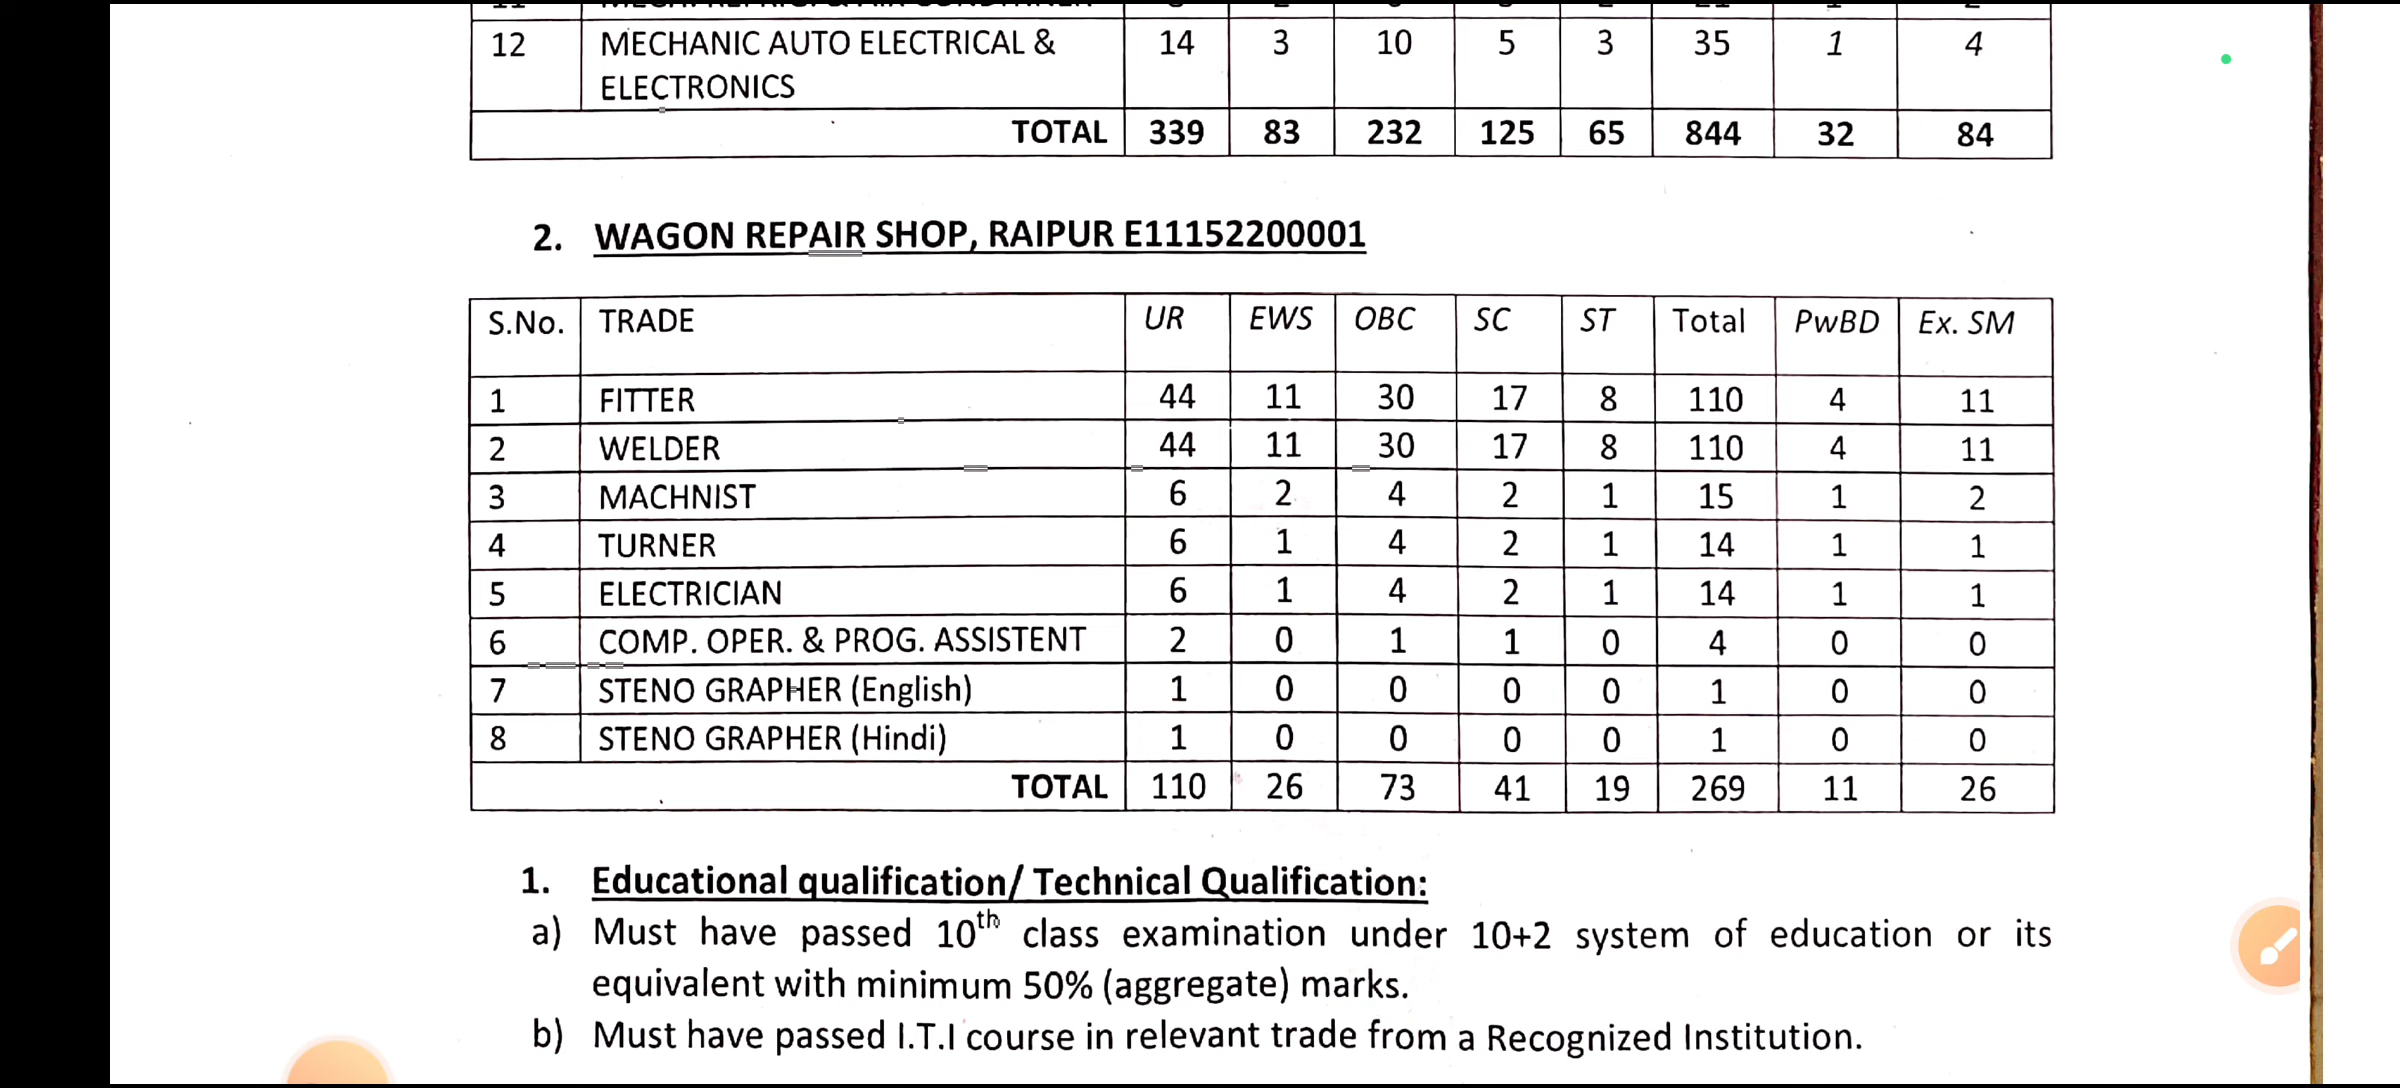 12 MECHANIC AUTO ELECTRICAL & 14 3 10 5 3 35 1 4
ELECTRONICS
TOTAL 339 83 232 125 65 844 32 84
2. WAGON REPAIR SHOP, RAIPUR E11152200001
S.No. TRADE UR EWS OBC SC ST Total PwBD Ex. SM
1 FITTER 44 11 30 17 8 110 4 11
2 WELDER 44 11 30 17 8 110 4 11
3 MACHNIST 6 2 4 2 1 15 1 2
4 TURNER 6 1 4 2 1 14 1 1
5 ELECTRICIAN 6 1 4 2 1 14 1 1
6 COMP. OPER. & PROG. ASSISTENT 2 0 1 1 0 4 0 0
7 STENO GRAPHER (English) 1 0 0 0 0 1 0 0
8 STENO GRAPHER (Hindi) 1 0 0 0 0 1 0 0
TOTAL 110 26 73 41 19 269 11 26
1. Educational qualification/ Technical Qualification:
a) Must have passed 10th class examination under 10+2 system of education or its
equivalent with minimum 50% (aggregate) marks.
b) Must have passed I.T.I course in relevant trade from a Recognized Institution.